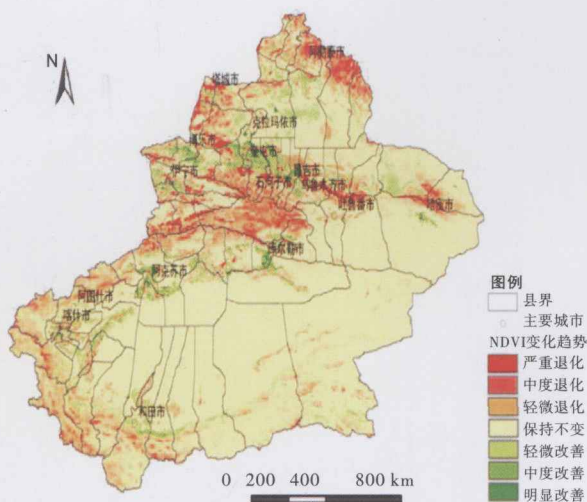 N
阿勒泰市
塔城市
克拉玛依市
博乐市
奎屯市
伊宁市
昌吉市
石河子市
乌鲁木齐市
吐鲁番市
哈密市
库尔勒市
阿克苏市
阿图什市
喀什市
和田市
图例
县界
主要城市
NDVI变化趋势
严重退化
中度退化
轻微退化
保持不变
轻微改善
中度改善
明显改善
0 200 400 800 km